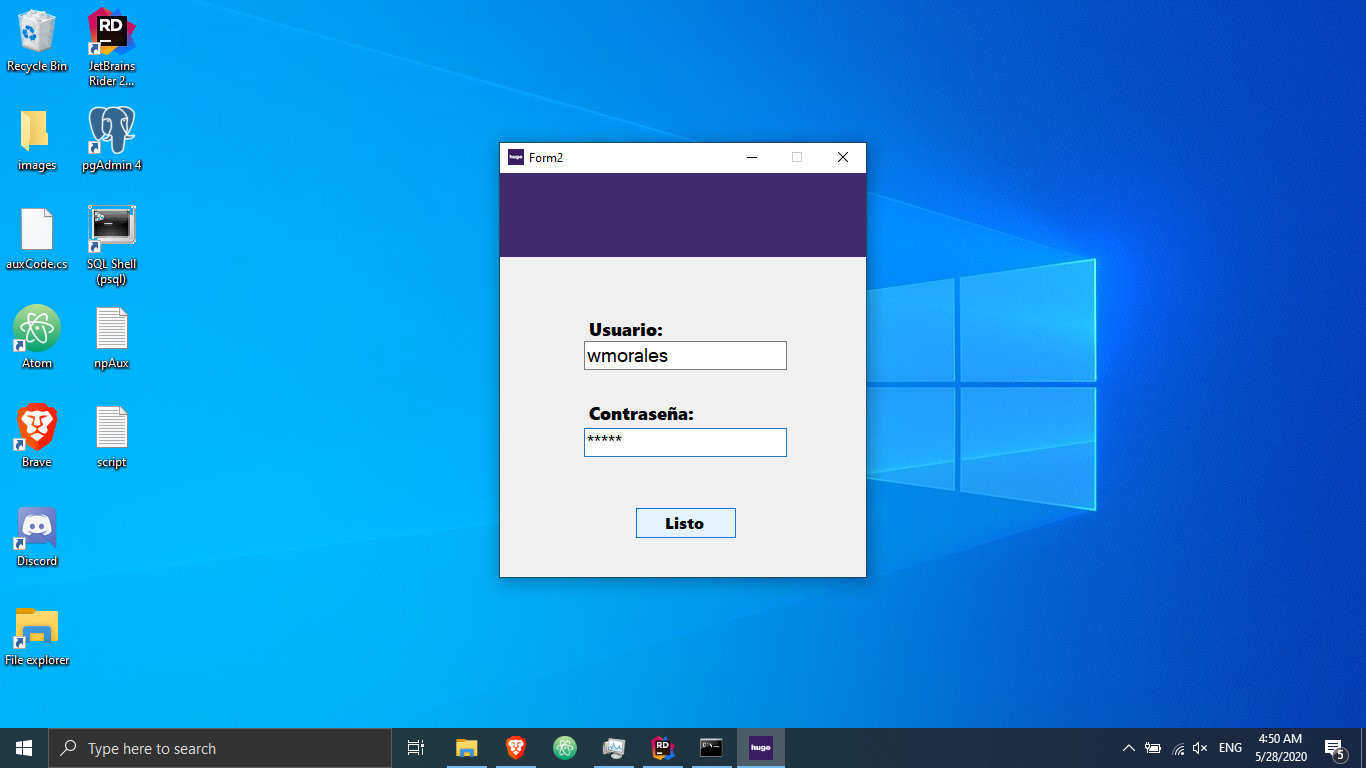 Recycle Bin
JetBrains
Rider 2...
images
pgAdmin 4
auxCode.cs
SQL Shell
(psql)
Atom
npAux
Brave
script
Discord
File explorer
RD
hugo Form2
Usuario:
wmorales
Contraseña:
*****
Listo
Type here to search
RD
hugo
ENG
4:50 AM
5/28/2020
5